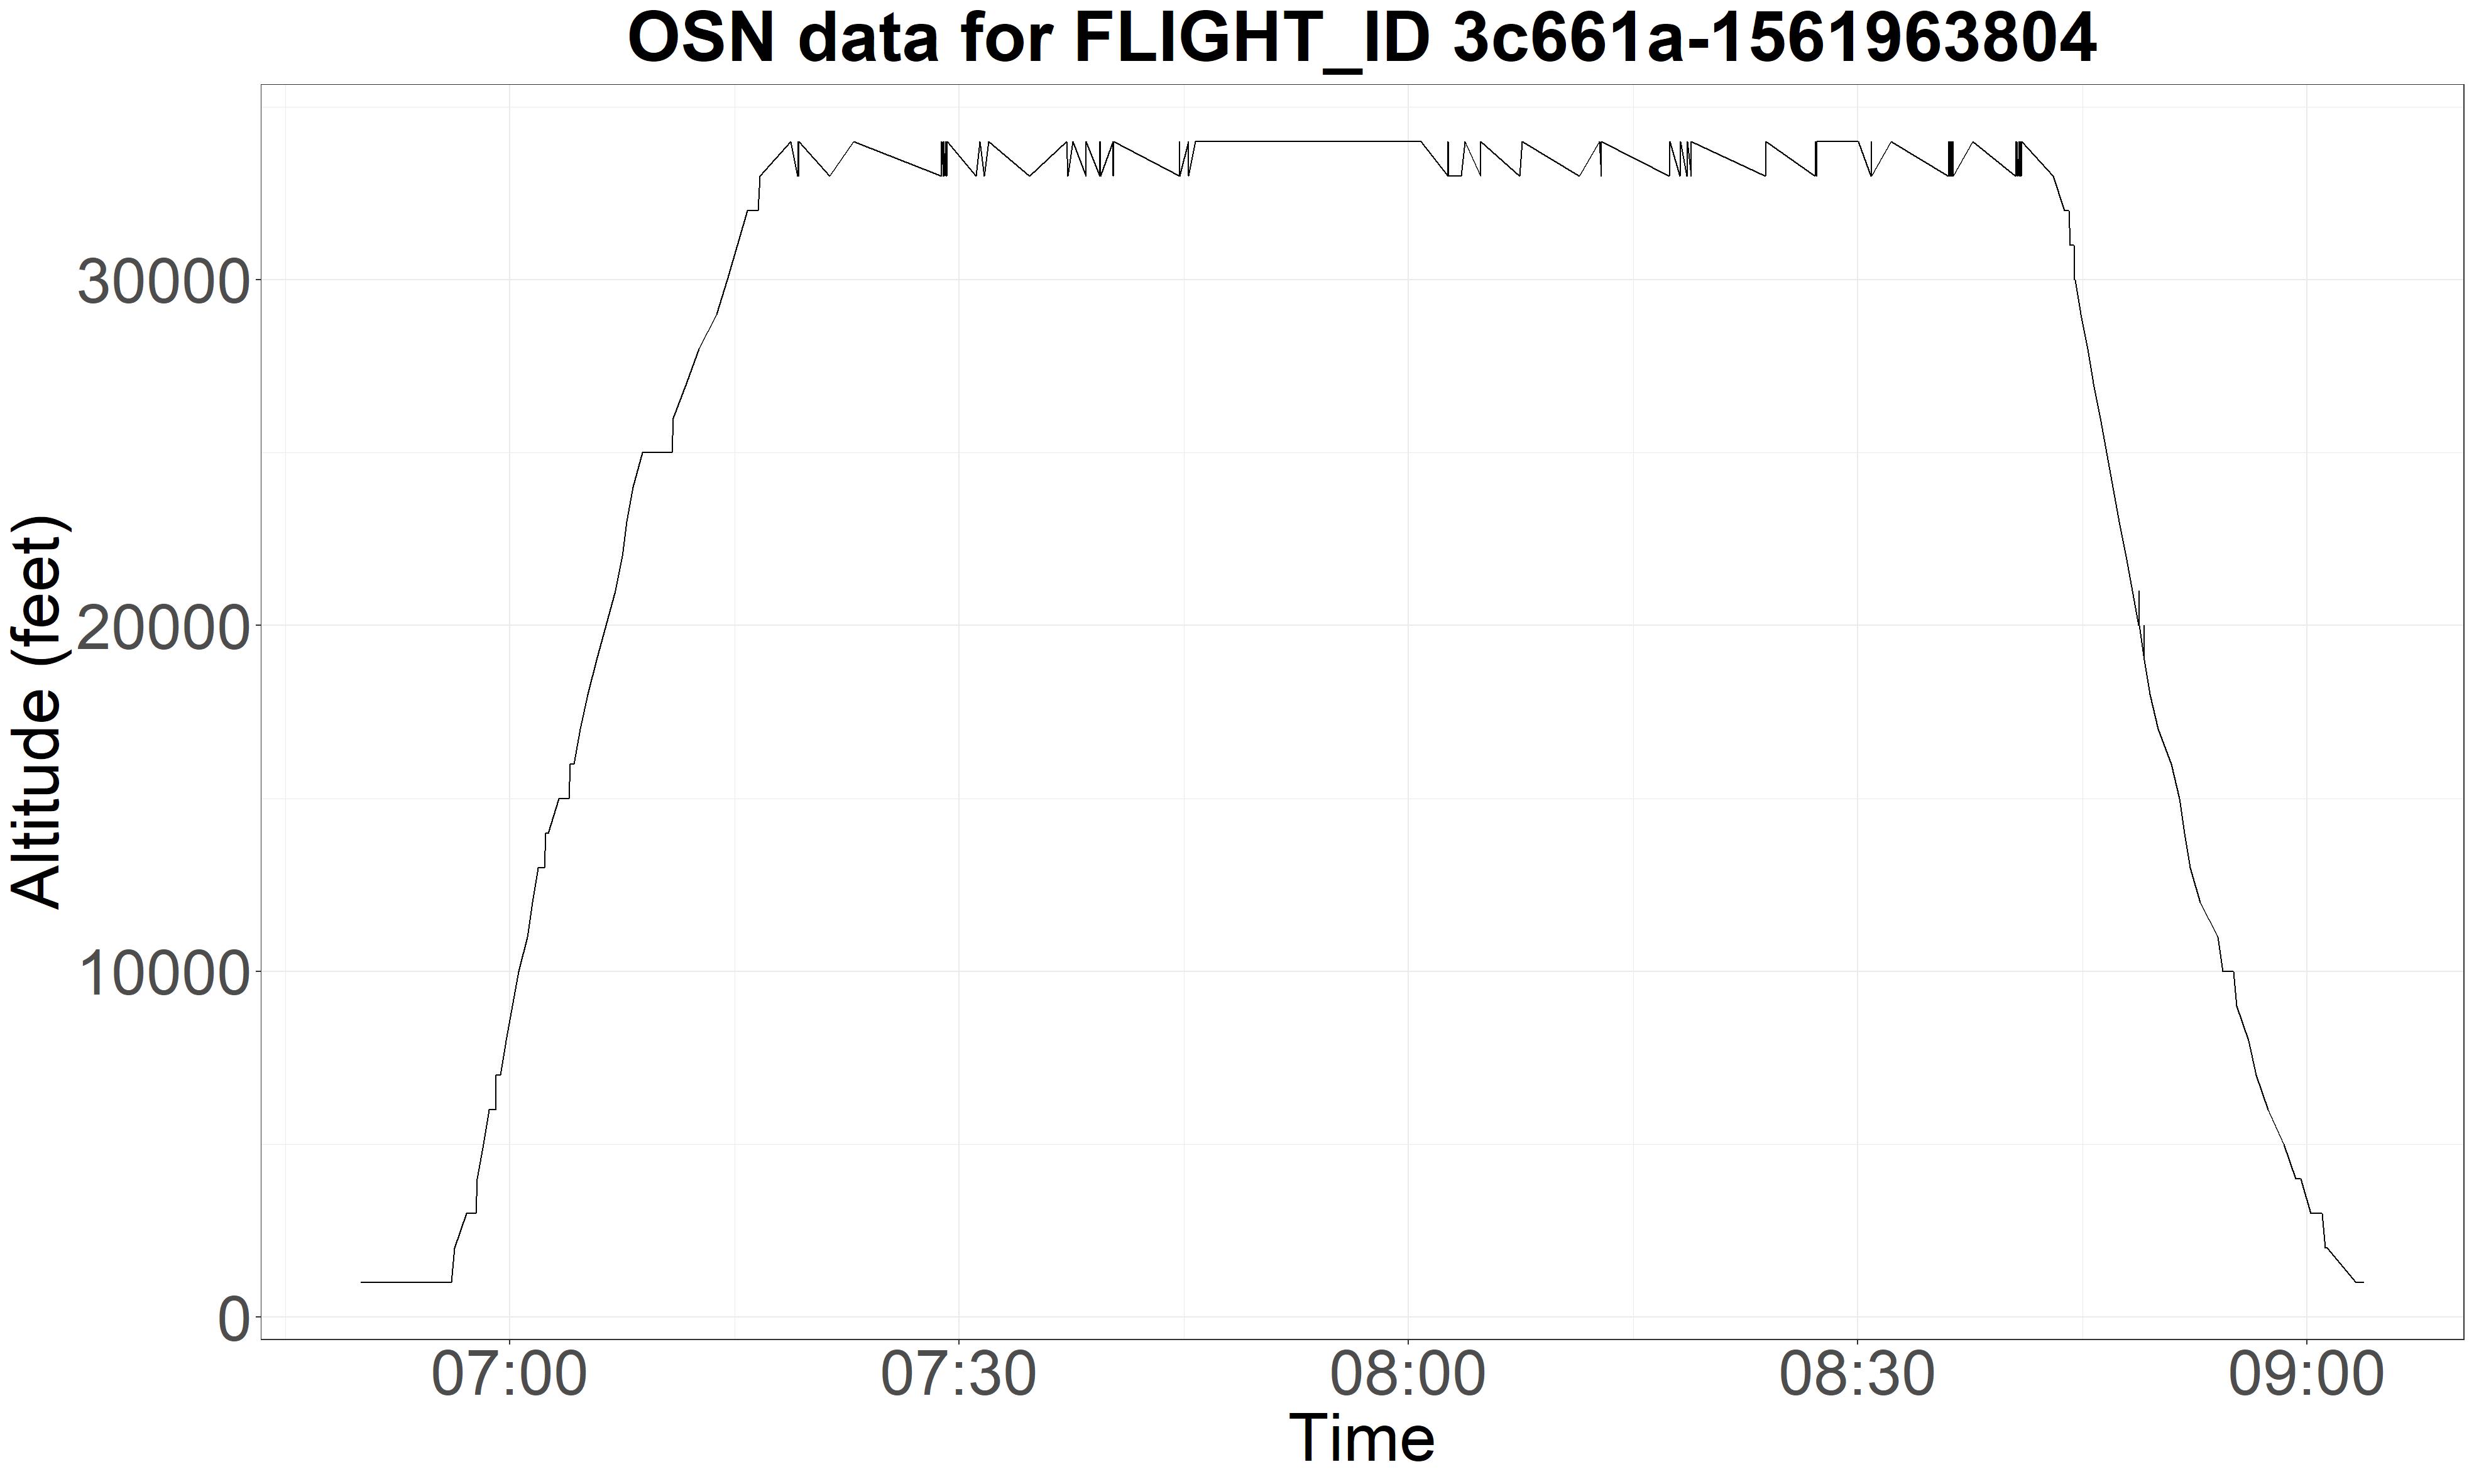 OSN data for FLIGHT_ID 3c661a-1561963804
Altitude (feet)
30000
20000
10000
0
07:00 07:30 08:00 08:30 09:00
Time